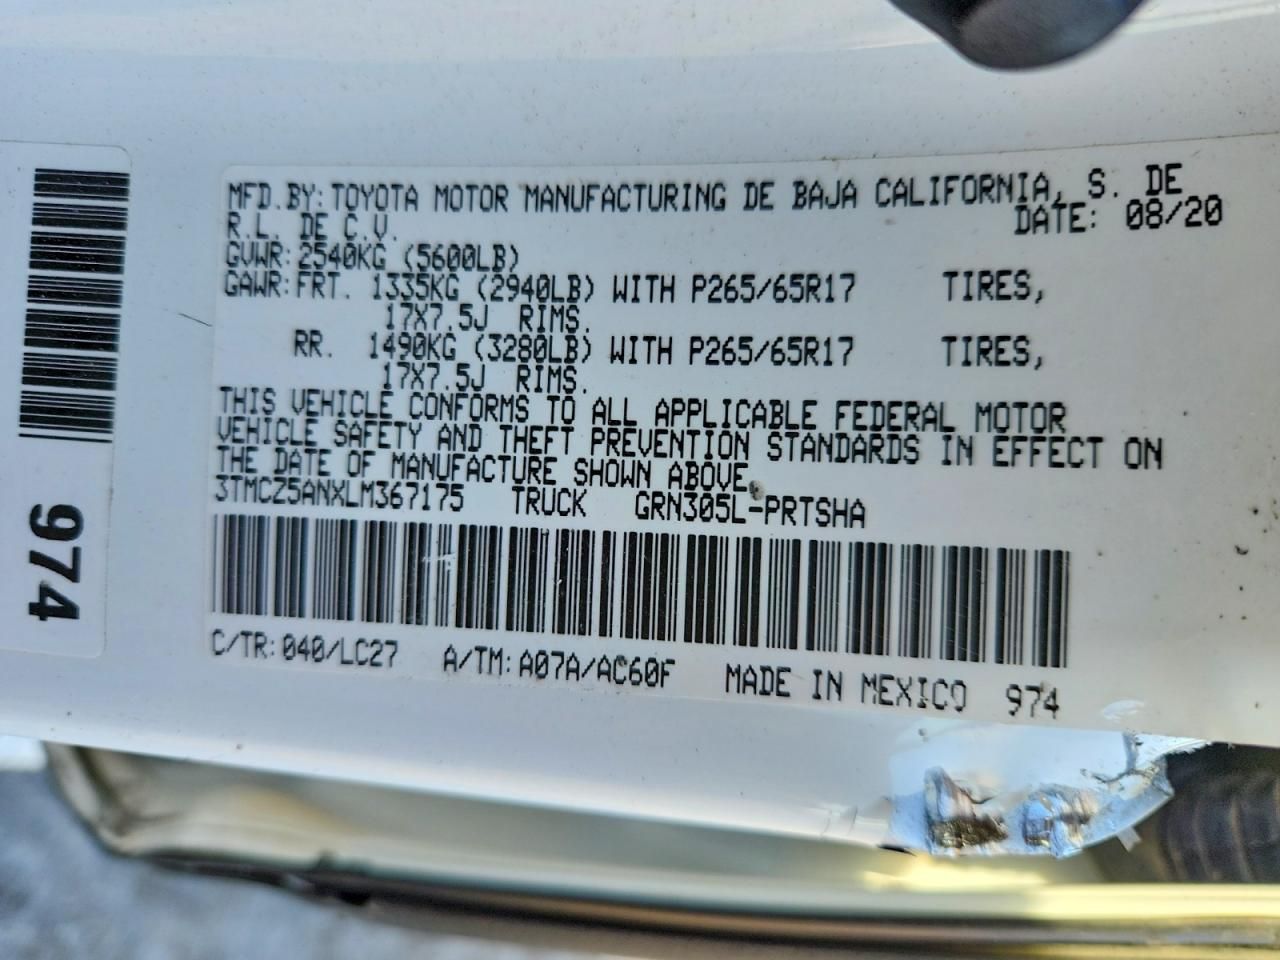 MFD.BY: TOYOTA MOTOR MANUFACTURING DE BAJA CALIFORNIA, S. DE
R.L. DE C.V. DATE: 08/20
GVWR: 2540KG (5600LB)
GAWR: FRT. 1335KG (2940LB) WITH P265/65R17 TIRES,
17X7.5J RIMS.
RR. 1490KG (3280LB) WITH P265/65R17 TIRES,
17X7.5J RIMS.
THIS VEHICLE CONFORMS TO ALL APPLICABLE FEDERAL MOTOR
VEHICLE SAFETY AND THEFT PREVENTION STANDARDS IN EFFECT ON
THE DATE OF MANUFACTURE SHOWN ABOVE.
3TMCZ5ANXLM367175 TRUCK GRN305L-PRTSHA
C/TR: 040/LC27 A/TM: A07A/AC60F MADE IN MEXICO 974
974